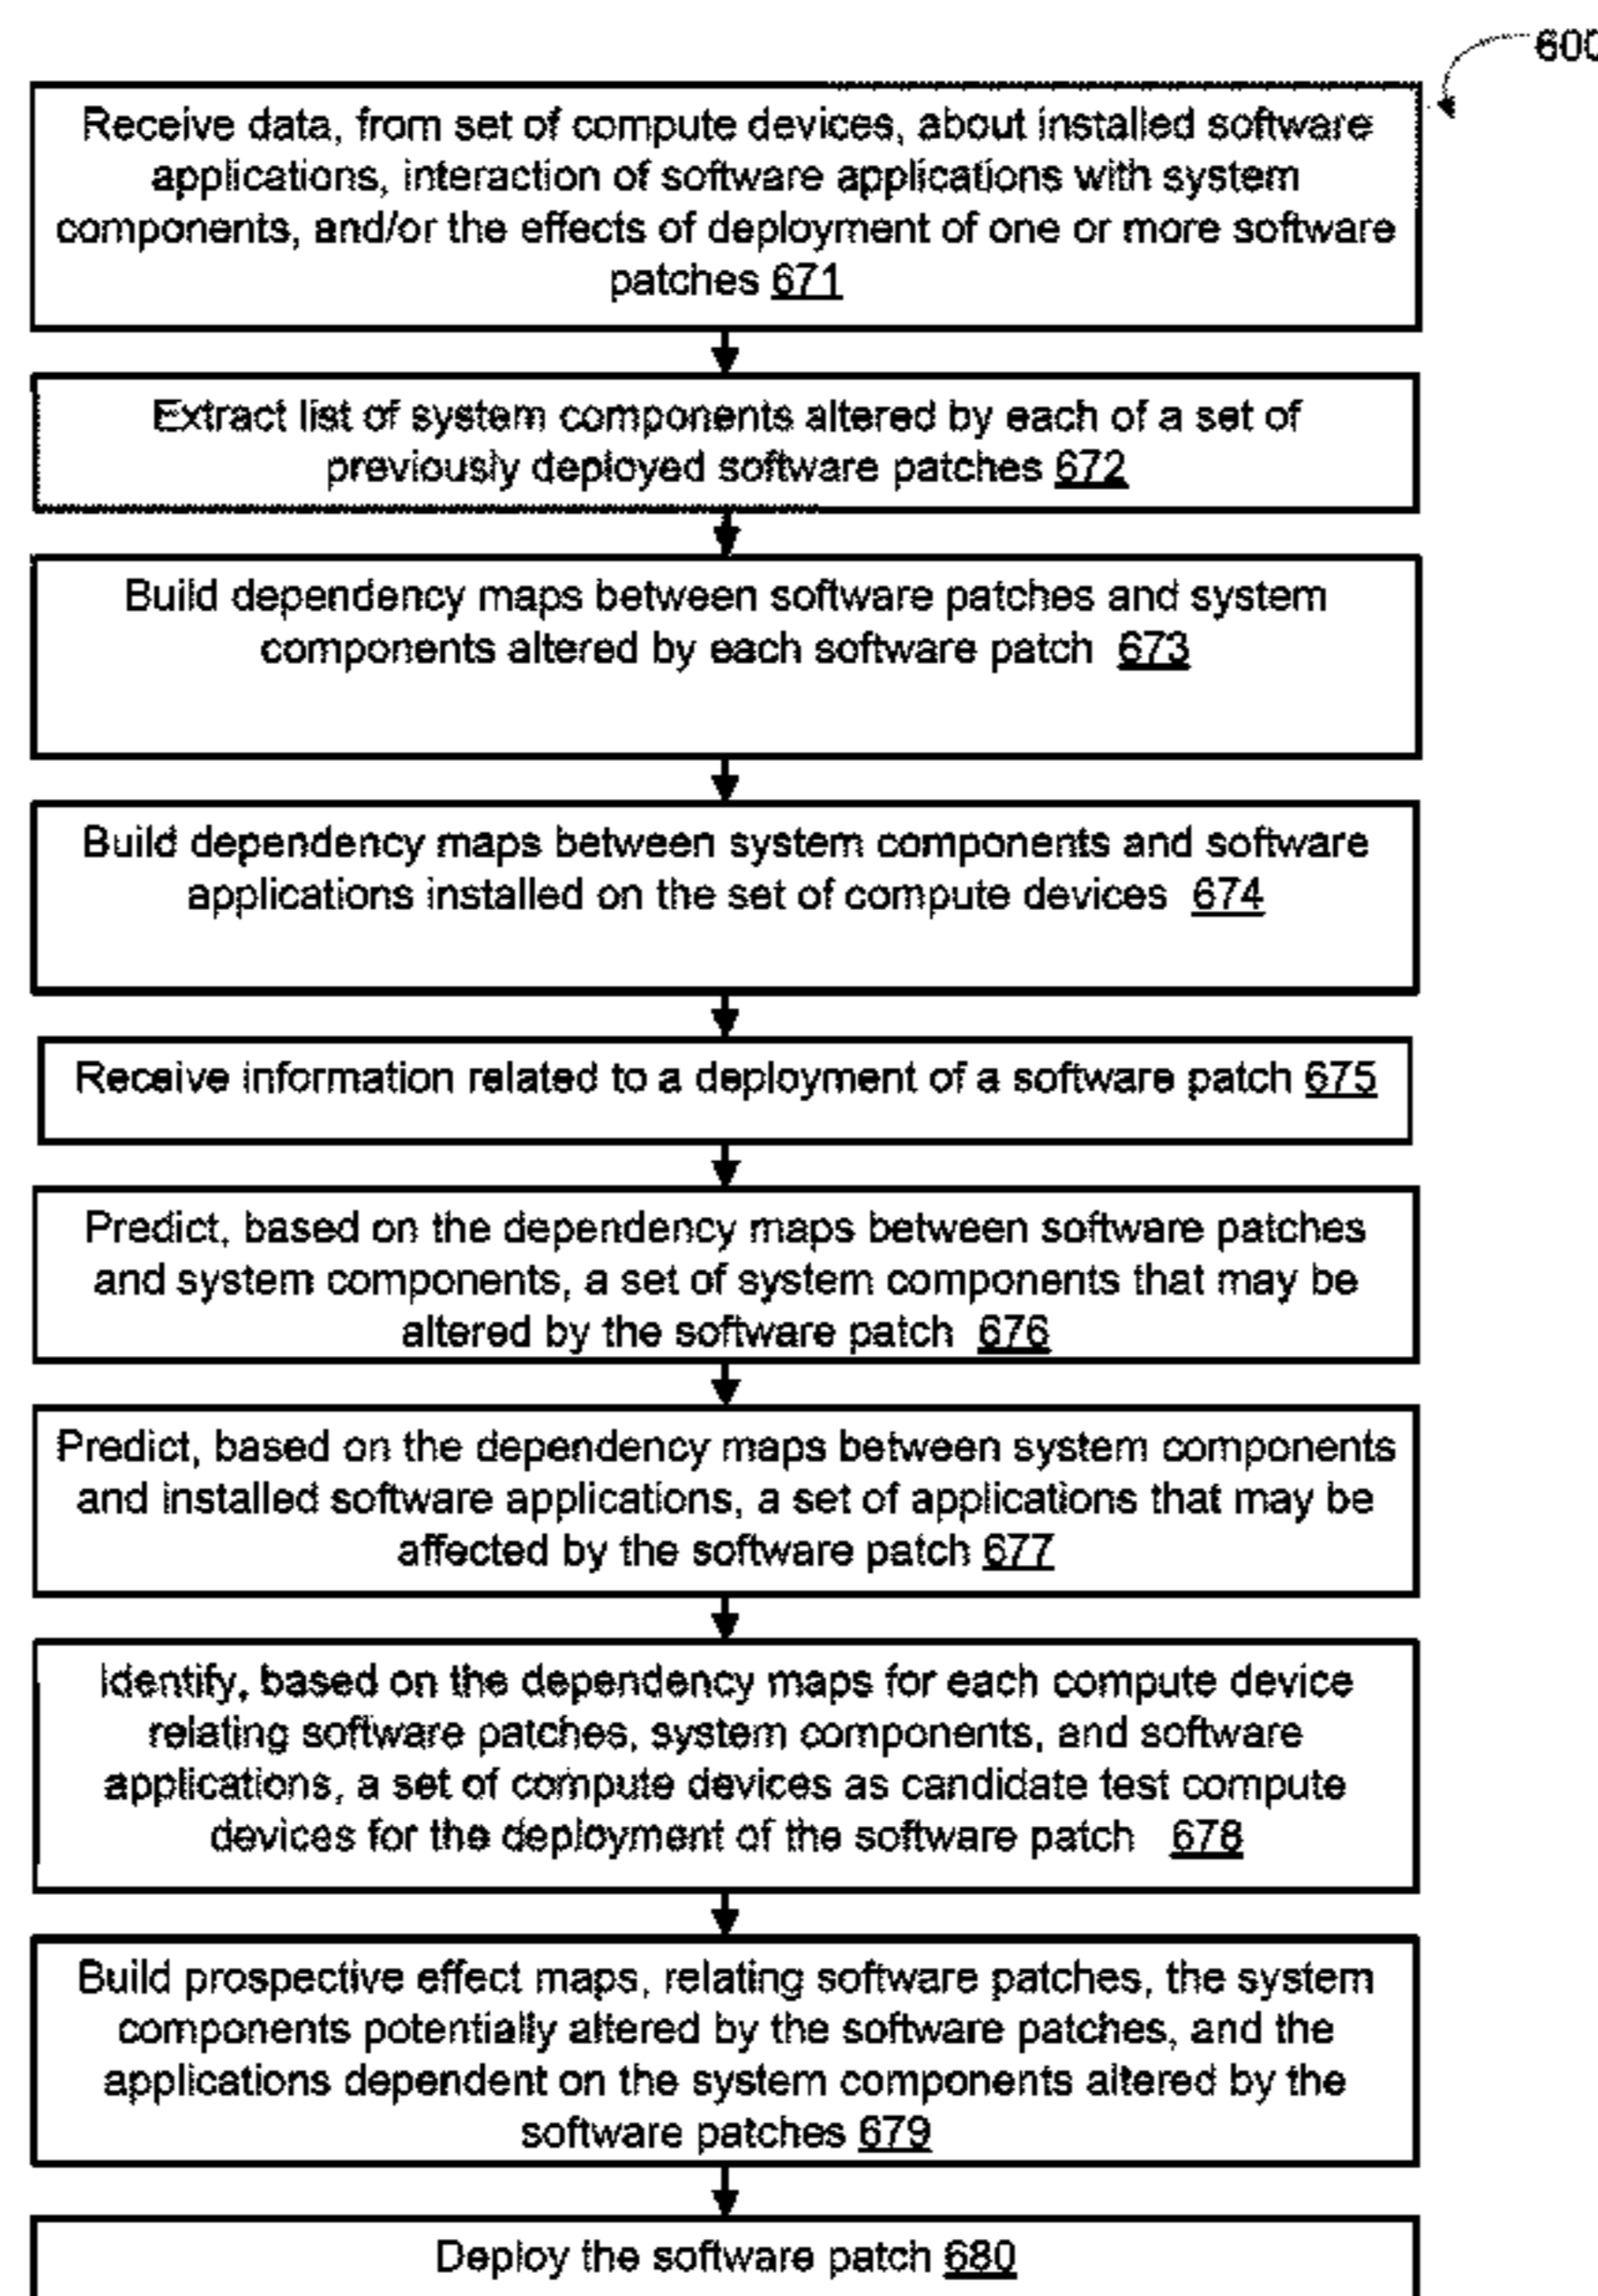 600
Receive data, from set of compute devices, about installed software
applications, interaction of software applications with system
components, and/or the effects of deployment of one or more software
patches 671
Extract list of system components altered by each of a set of
previously deployed software patches 672
Build dependency maps between software patches and system
components altered by each software patch 673
Build dependency maps between system components and software
applications installed on the set of compute devices 674
Receive information related to a deployment of a software patch 675
Predict, based on the dependency maps between software patches
and system components, a set of system components that may be
altered by the software patch 676
Predict, based on the dependency maps between system components
and installed software applications, a set of applications that may be
affected by the software patch 677
Identify, based on the dependency maps for each compute device
relating software patches, system components, and software
applications, a set of compute devices as candidate test compute
devices for the deployment of the software patch 678
Build prospective effect maps, relating software patches, the system
components potentially altered by the software patches, and the
applications dependent on the system components altered by the
software patches 679
Deploy the software patch 680